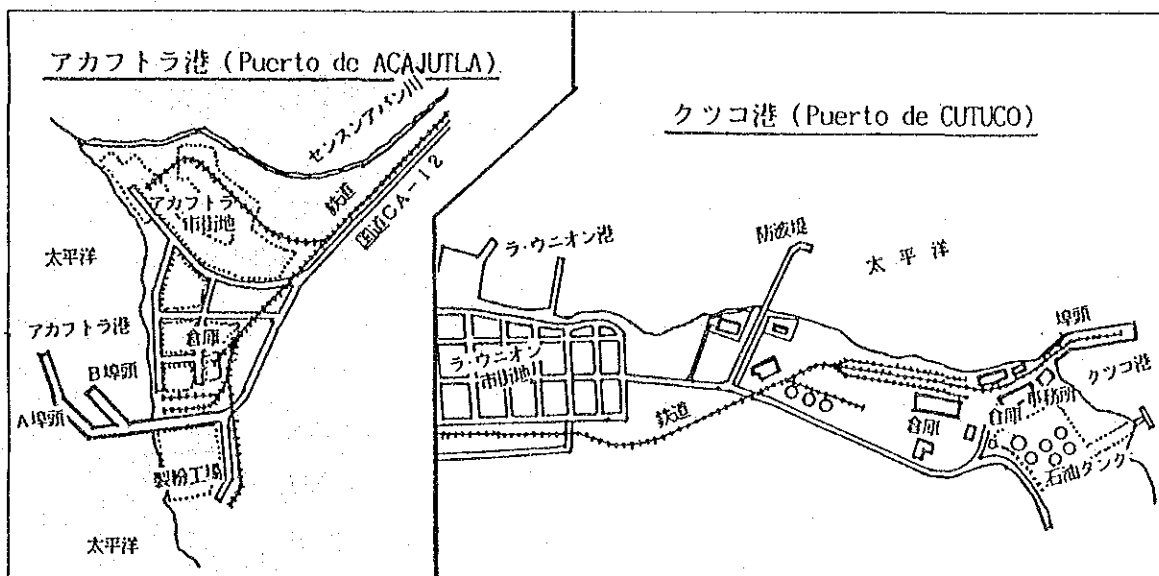 アカフトラ港 (Puerto de ACAJUTLA)
センスンアパン川
鉄道
国道CA-12
アカフトラ
市街地
太平洋
アカフトラ港
倉庫
B埠頭
A埠頭
製粉工場
太平洋
クツコ港 (Puerto de CUTUCO)
ラ・ウニオン港
防波堤
太平洋
埠頭
ラ・ウニオン
市街地
クツコ港
鉄道
倉庫
倉庫
事務所
石油タンク